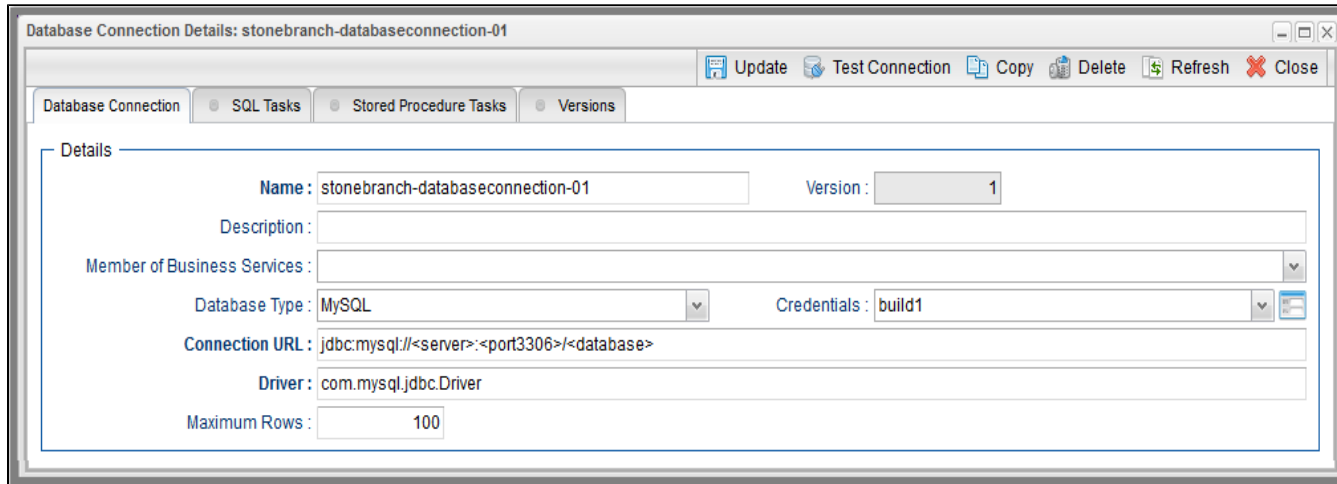 Database Connection Details: stonebranch-databaseconnection-01
Update Test Connection Copy Delete Refresh Close
Database Connection SQL Tasks Stored Procedure Tasks Versions
Details
Name : stonebranch-databaseconnection-01 Version : 1
Description :
Member of Business Services :
Database Type : MySQL Credentials : build1
Connection URL : jdbc:mysql://<server>:<port3306>/<database>
Driver : com.mysql.jdbc.Driver
Maximum Rows : 100